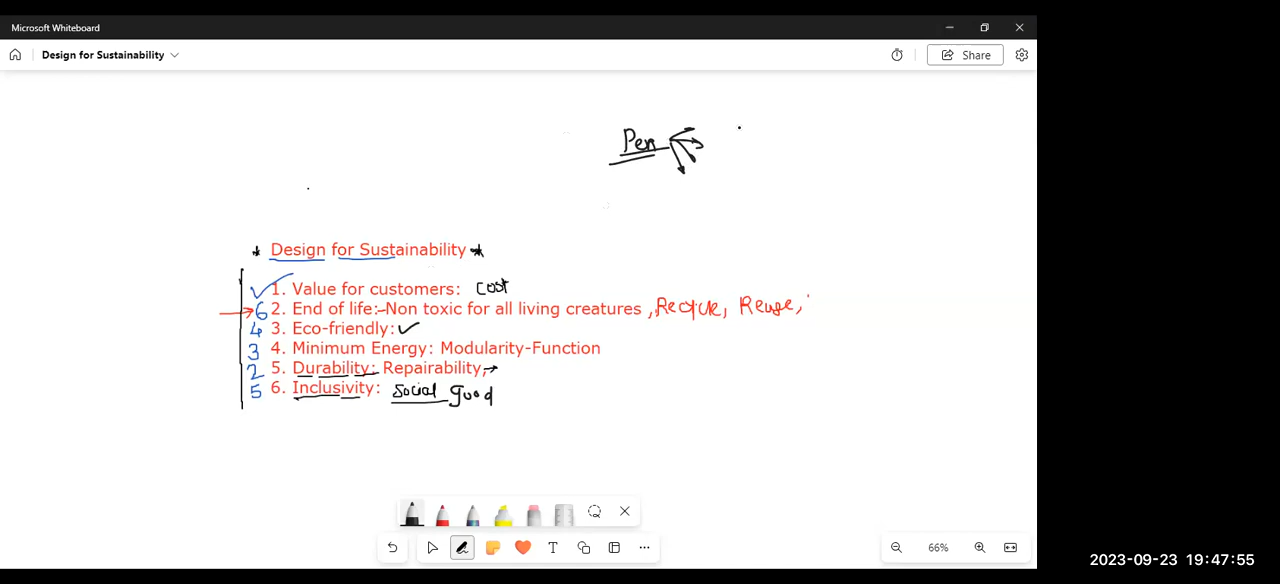 Microsoft Whiteboard
Design for Sustainability
Share
Pen
* Design for Sustainability *
1. Value for customers: cost
6 2. End of life:-Non toxic for all living creatures, Recycle, Reuse,
4 3. Eco-friendly: ✓
3 4. Minimum Energy: Modularity-Function
2 5. Durability: Repairability,→
5 6. Inclusivity: social good
66%
2023-09-23 19:47:55